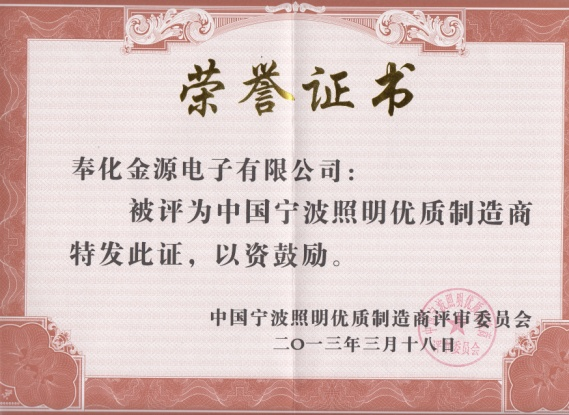 荣誉证书
奉化金源电子有限公司：
被评为中国宁波照明优质制造商
特发此证，以资鼓励。
中国宁波照明优质制造商评审委员会
二〇一三年三月十八日